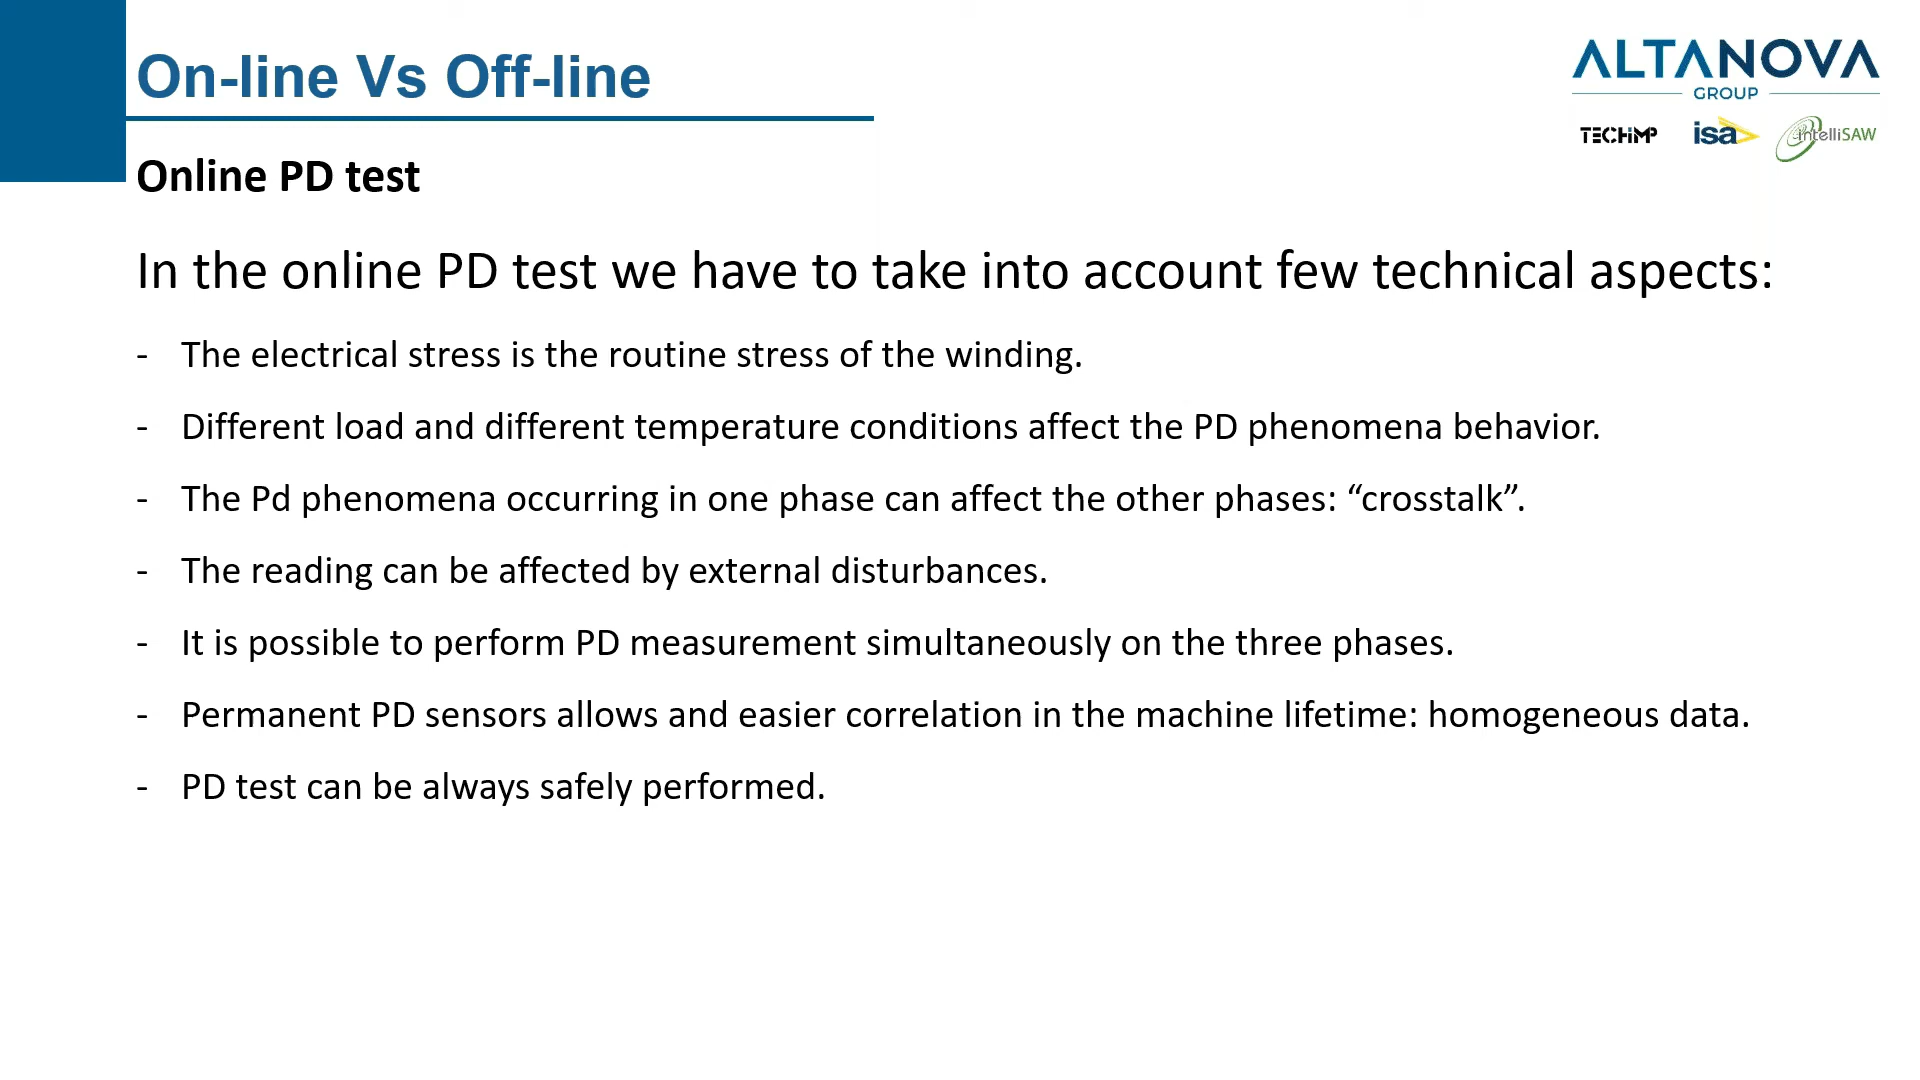 On-line Vs Off-line
ALTANOVA
GROUP
TECHIMP isa intelliSAW
Online PD test
In the online PD test we have to take into account few technical aspects:
- The electrical stress is the routine stress of the winding.
- Different load and different temperature conditions affect the PD phenomena behavior.
- The Pd phenomena occurring in one phase can affect the other phases: “crosstalk”.
- The reading can be affected by external disturbances.
- It is possible to perform PD measurement simultaneously on the three phases.
- Permanent PD sensors allows and easier correlation in the machine lifetime: homogeneous data.
- PD test can be always safely performed.